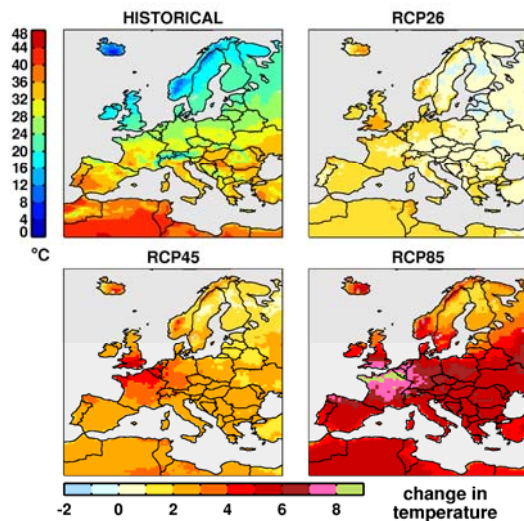 HISTORICAL
RCP26
48
44
40
36
32
28
24
20
16
12
8
4
0
°C
RCP45
RCP85
-2 0 2 4 6 8
change in
temperature